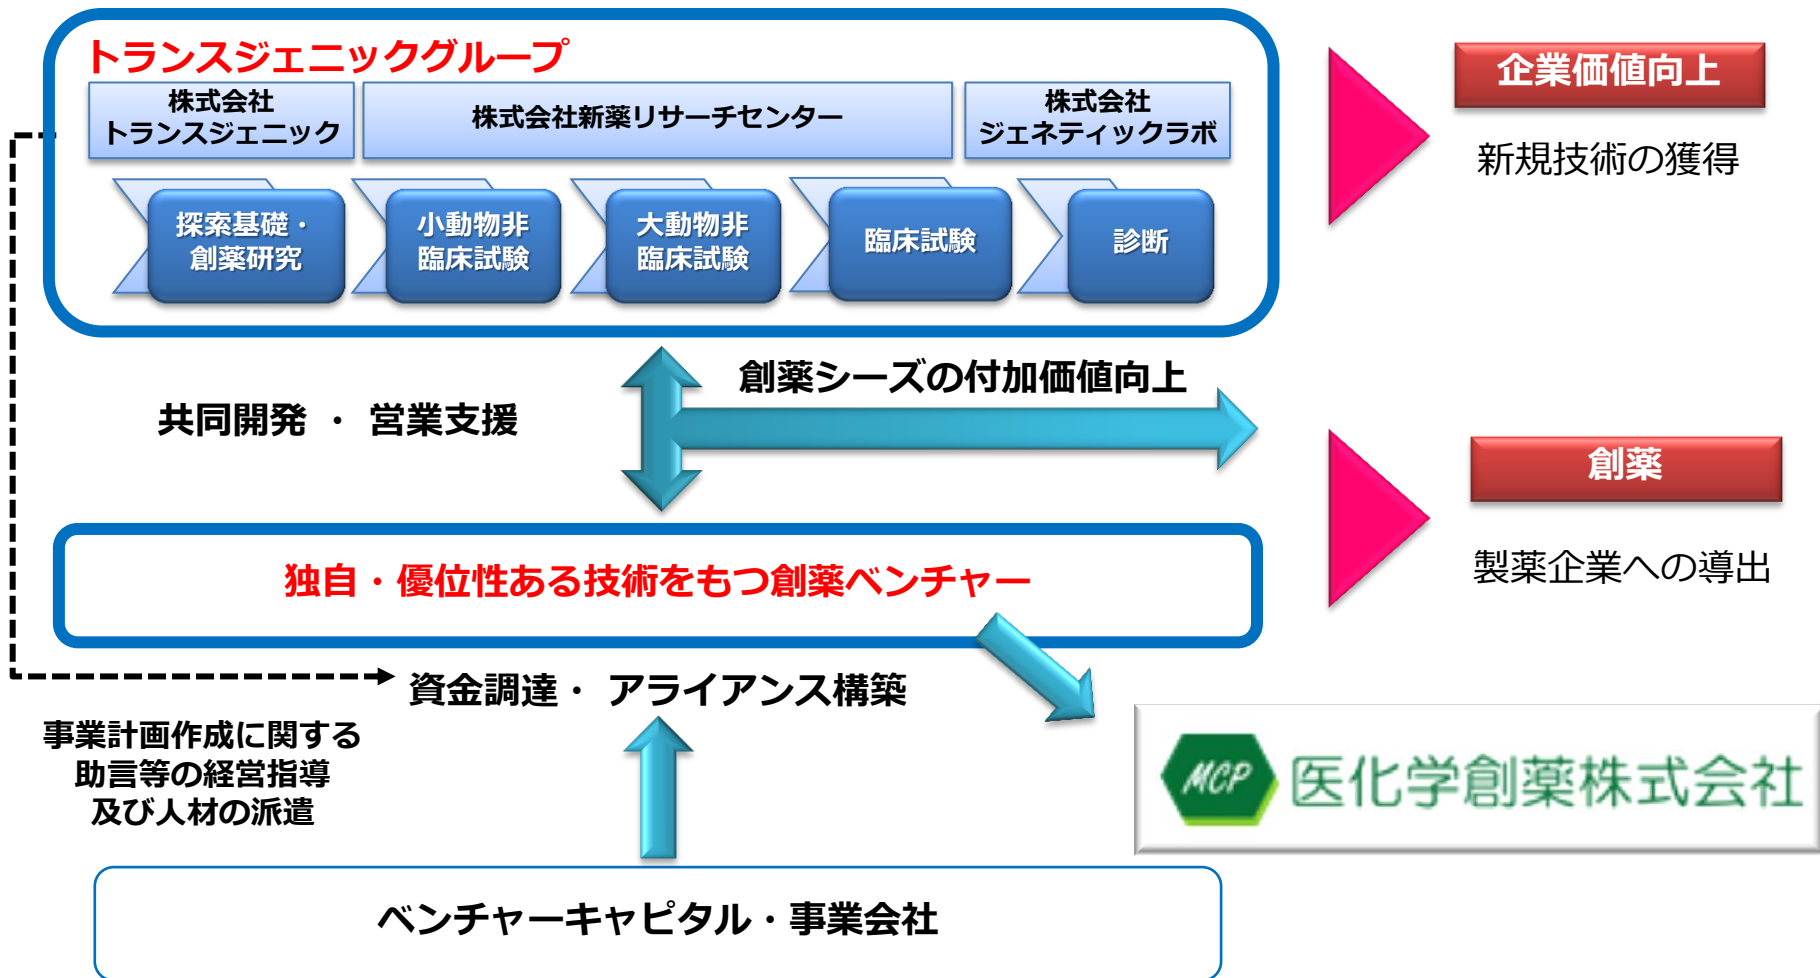 トランスジェニックグループ
株式会社
トランスジェニック
株式会社新薬リサーチセンター
株式会社
ジェネティックラボ
探索基礎・
創薬研究
小動物非
臨床試験
大動物非
臨床試験
臨床試験
診断
企業価値向上
新規技術の獲得
共同開発 ・ 営業支援
創薬シーズの付加価値向上
創薬
製薬企業への導出
独自・優位性ある技術をもつ創薬ベンチャー
資金調達・ アライアンス構築
事業計画作成に関する
助言等の経営指導
及び人材の派遣
MCP 医化学創薬株式会社
ベンチャーキャピタル・事業会社